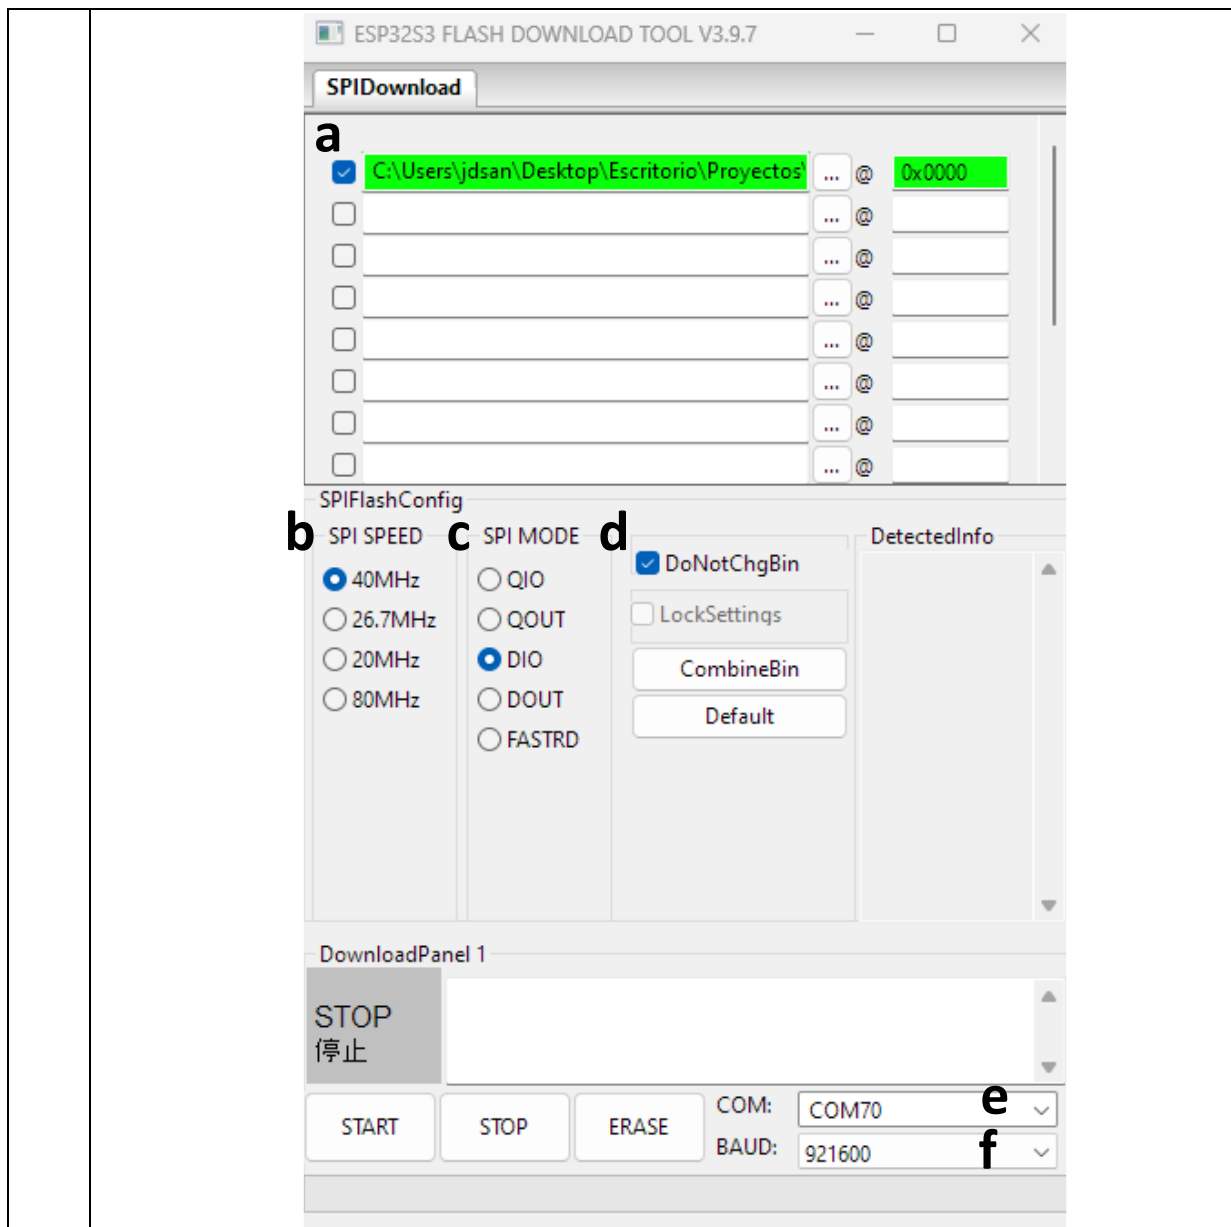 ESP32S3 FLASH DOWNLOAD TOOL V3.9.7
SPIDownload
a
C:\Users\jdsan\Desktop\Escritorio\Proyectos\ ... @ 0x0000
... @
... @
... @
... @
... @
... @
... @
SPIFlashConfig
b SPI SPEED c SPI MODE d DetectedInfo
40MHz QIO DoNotChgBin
26.7MHz QOUT LockSettings
20MHz DIO CombineBin
80MHz DOUT Default
FASTRD
DownloadPanel 1
STOP
停止
START STOP ERASE COM: COM70 e
BAUD: 921600 f